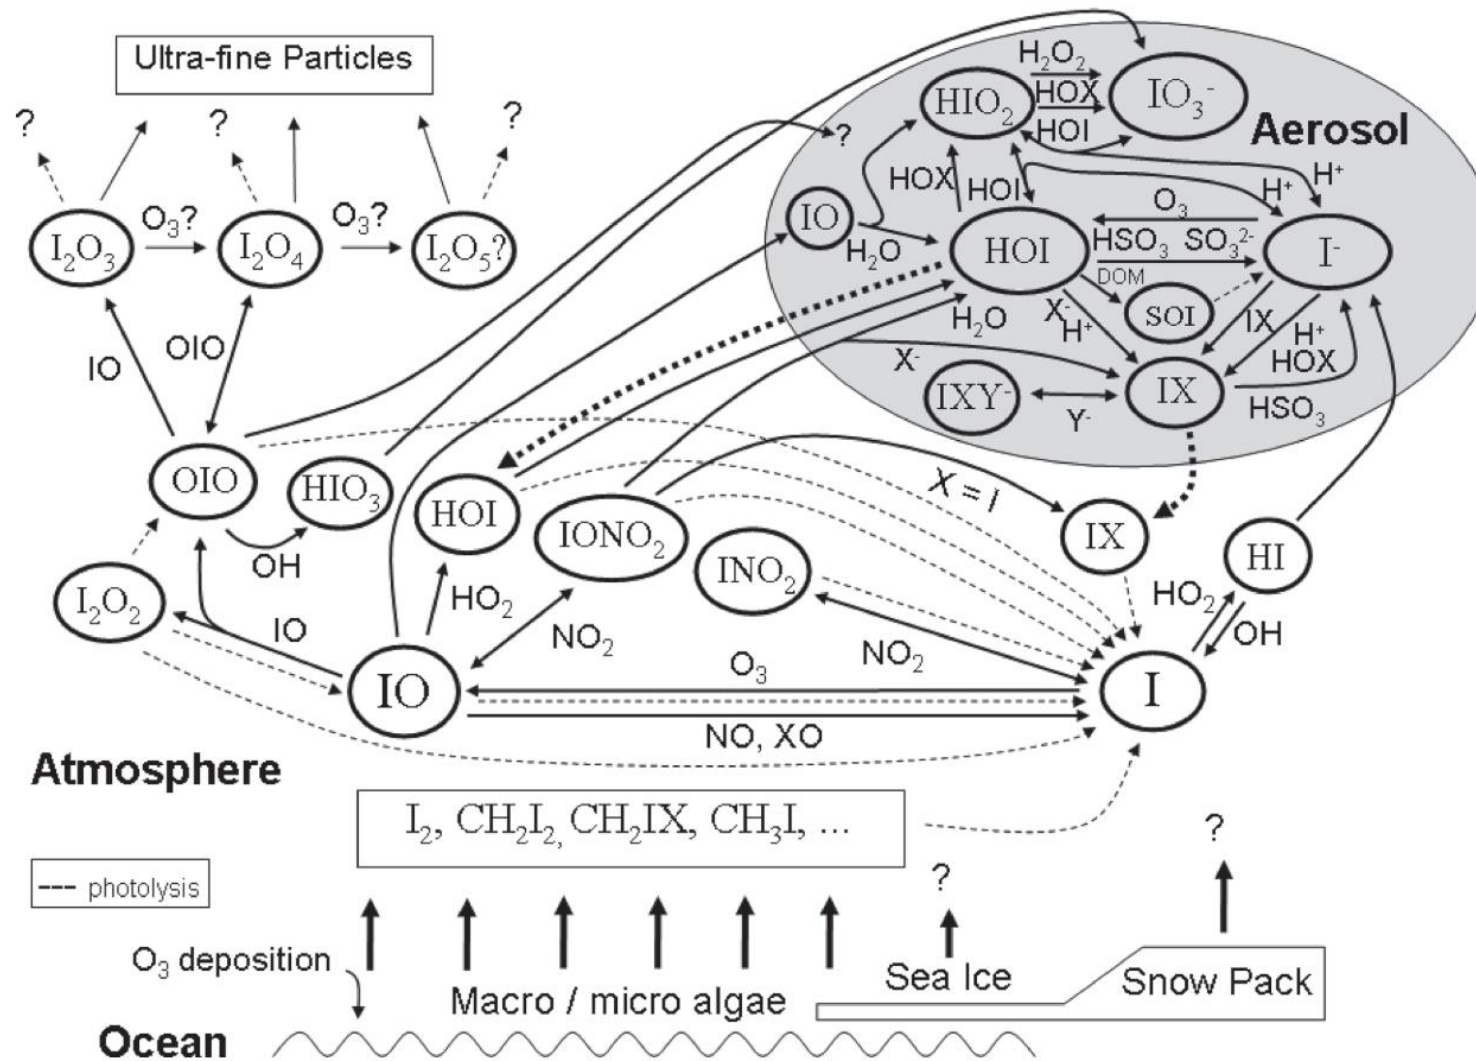 Ultra-fine Particles
?
?
?
I₂O₃
O₃?
I₂O₄
O₃?
I₂O₅?
IO
OIO
OIO
HIO₃
OH
I₂O₂
IO
HOI
HO₂
IONO₂
NO₂
INO₂
NO₂
IO
O₃
NO, XO
I
X = I
IX
HI
HO₂
OH
Aerosol
?
HIO₂
H₂O₂
HOX
HOI
IO₃⁻
IO
H₂O
HOX
HOI
H⁺
H⁺
HOI
O₃
HSO₃ SO₃²⁻
I⁻
DOM
SOI
H₂O
X⁻
H⁺
IX
H⁺
HOX
X⁻
IXY⁻
Y⁻
IX
HSO₃
Atmosphere
I₂, CH₂I₂, CH₂IX, CH₃I, ...
--- photolysis
O₃ deposition
Macro / micro algae
?
Sea Ice
?
Snow Pack
Ocean